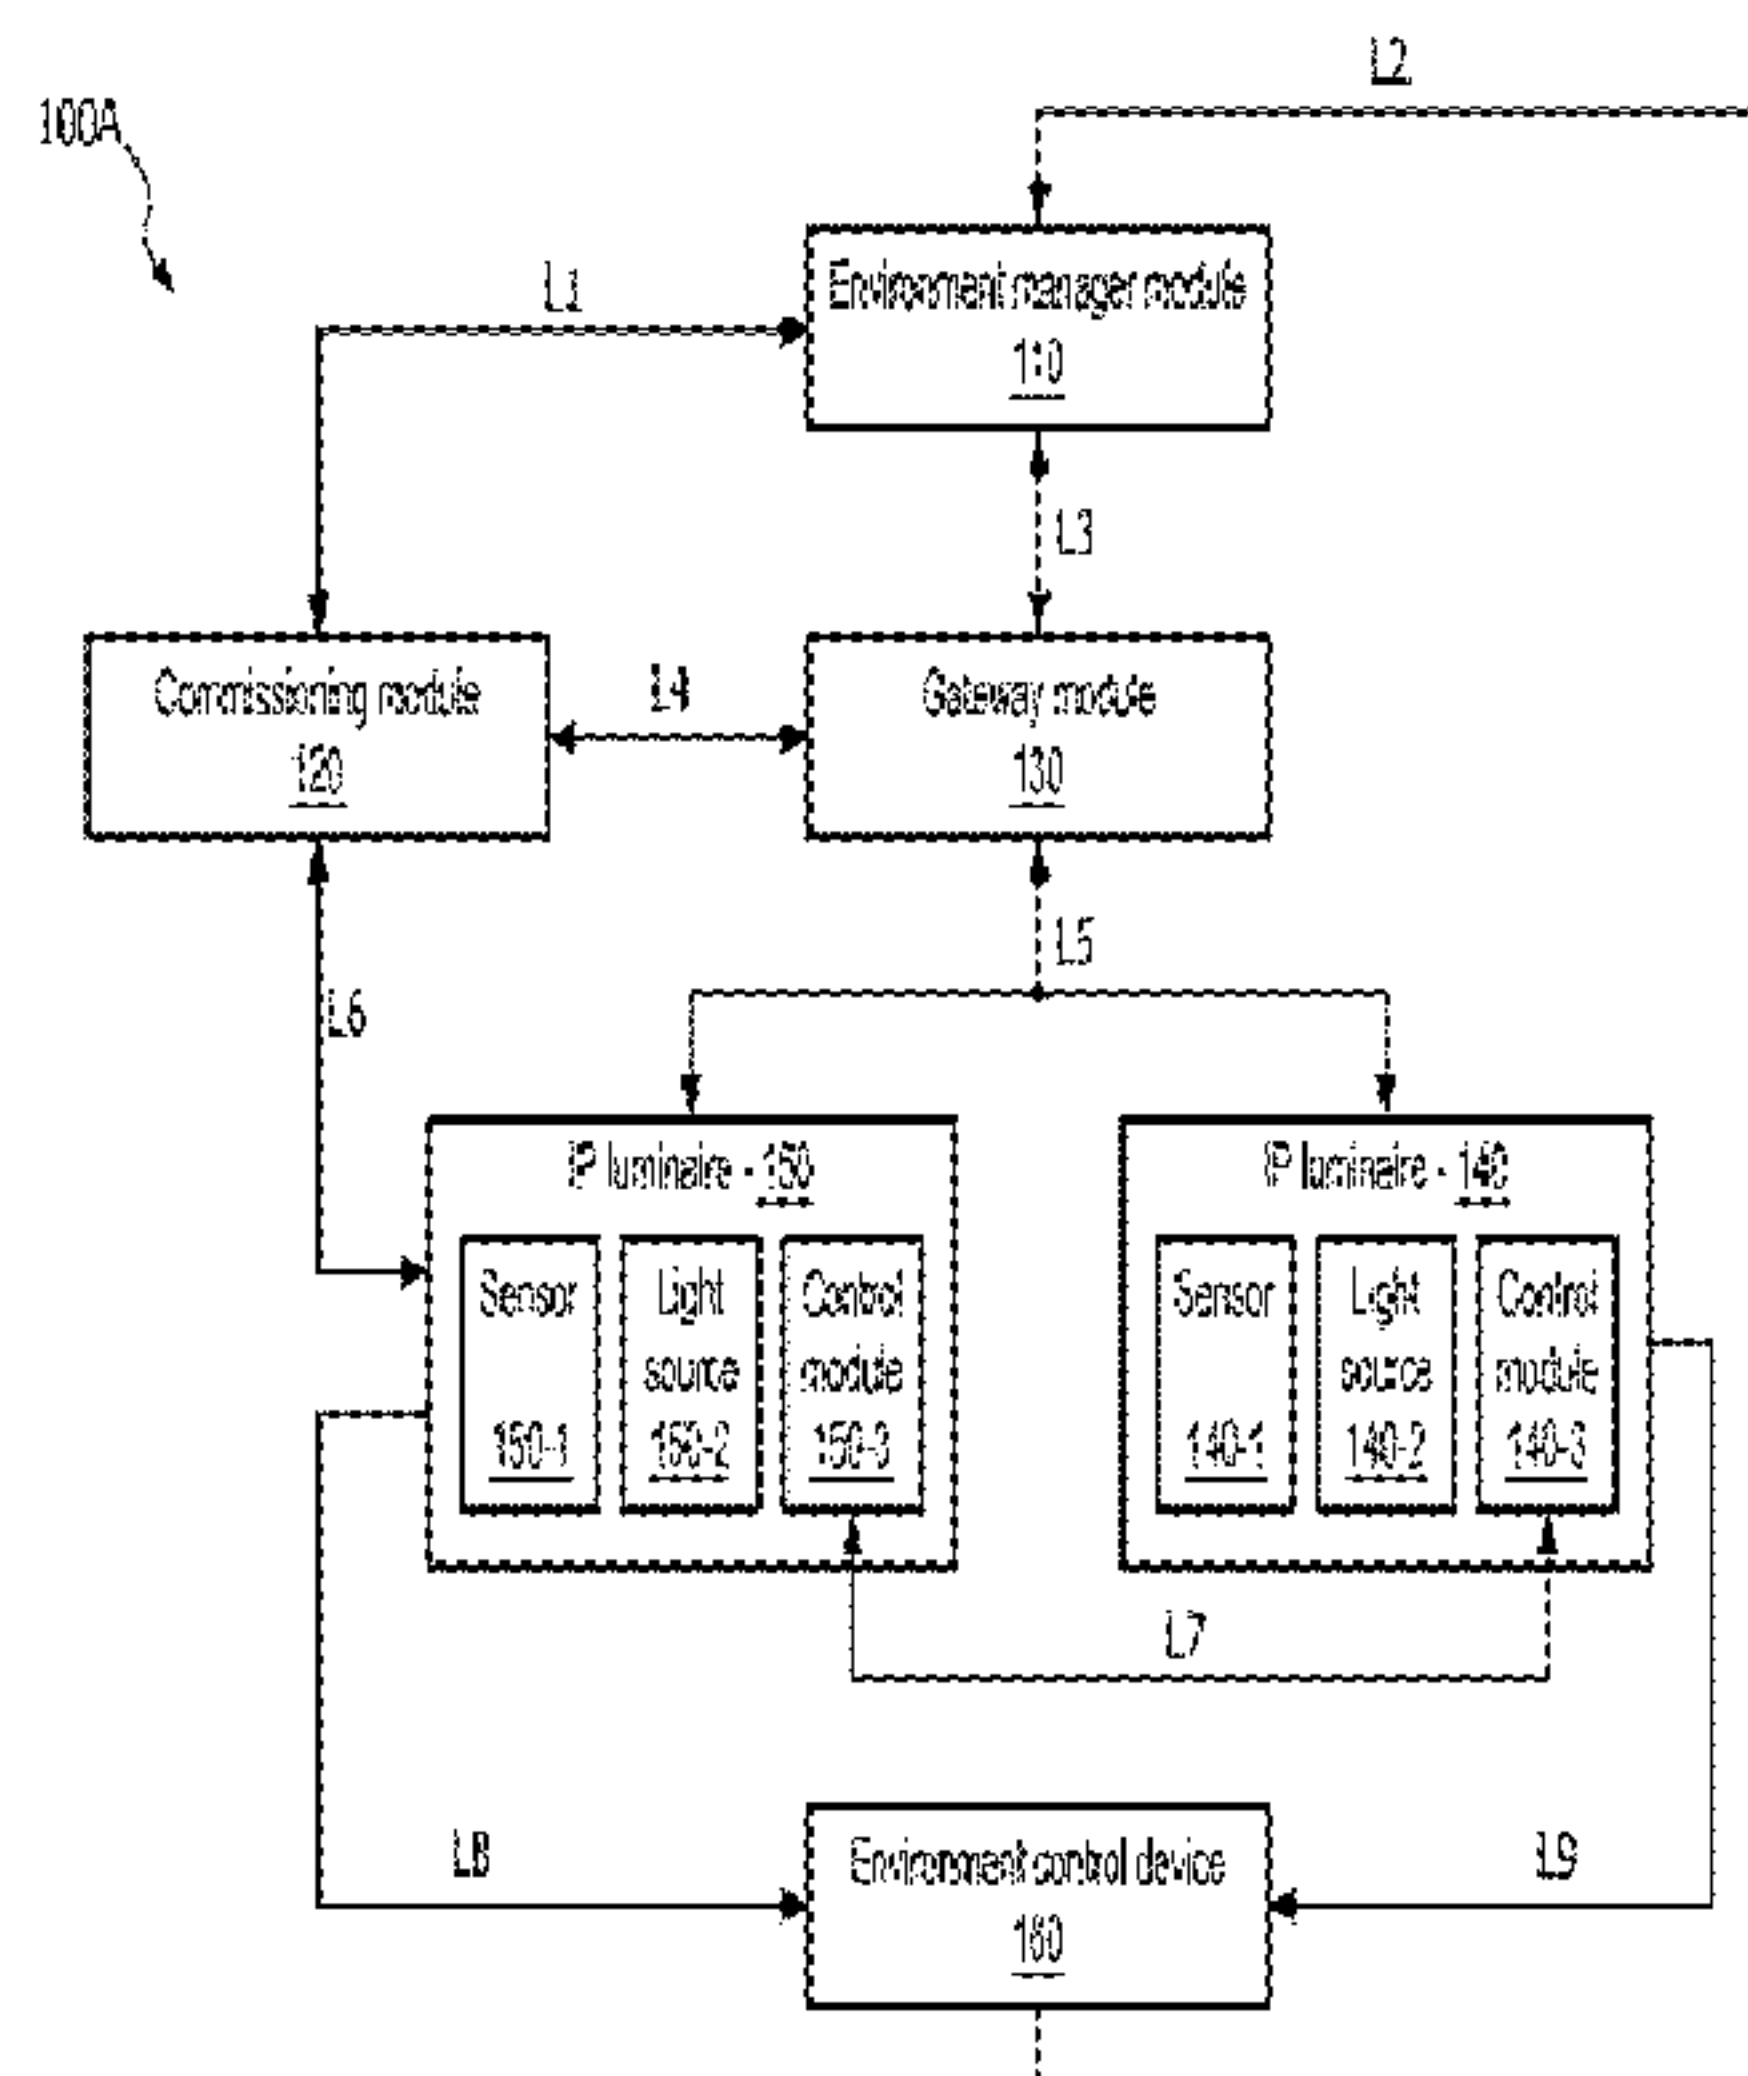 L2
100A
L1
Environment manager module
110
L3
Commissioning module
120
L4
Gateway module
130
L5
L6
IP luminaire - 150
Sensor
150-1
Light
source
150-2
Control
module
150-3
IP luminaire - 140
Sensor
140-1
Light
source
140-2
Control
module
140-3
L7
L8
Environment control device
160
L9